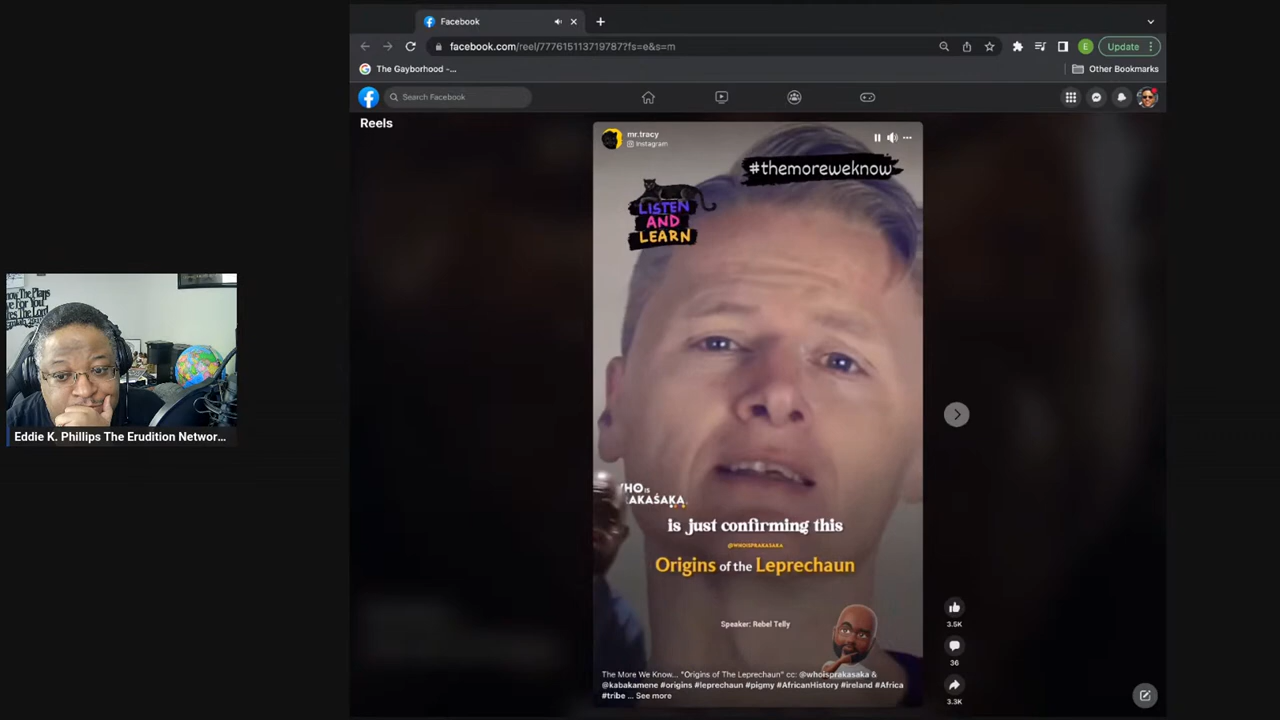 Facebook
facebook.com/reel/777615113719787?fs=e&s=m
E
Update
The Gayborhood -...
Other Bookmarks
Search Facebook
Reels
mr.tracy
Instagram
#themoreweknow
LISTEN
AND
LEARN
is just confirming this
@WHOISPRAKASAKA
Origins of the Leprechaun
Speaker: Rebel Telly
3.5K
36
3.3K
The More We Know... "Origins of The Leprechaun" cc: @whoisprakasaka &
@kabakamene #origins #leprechaun #pigmy #AfricanHistory #ireland #Africa
#tribe ... See more
Eddie K. Phillips The Erudition Networ...